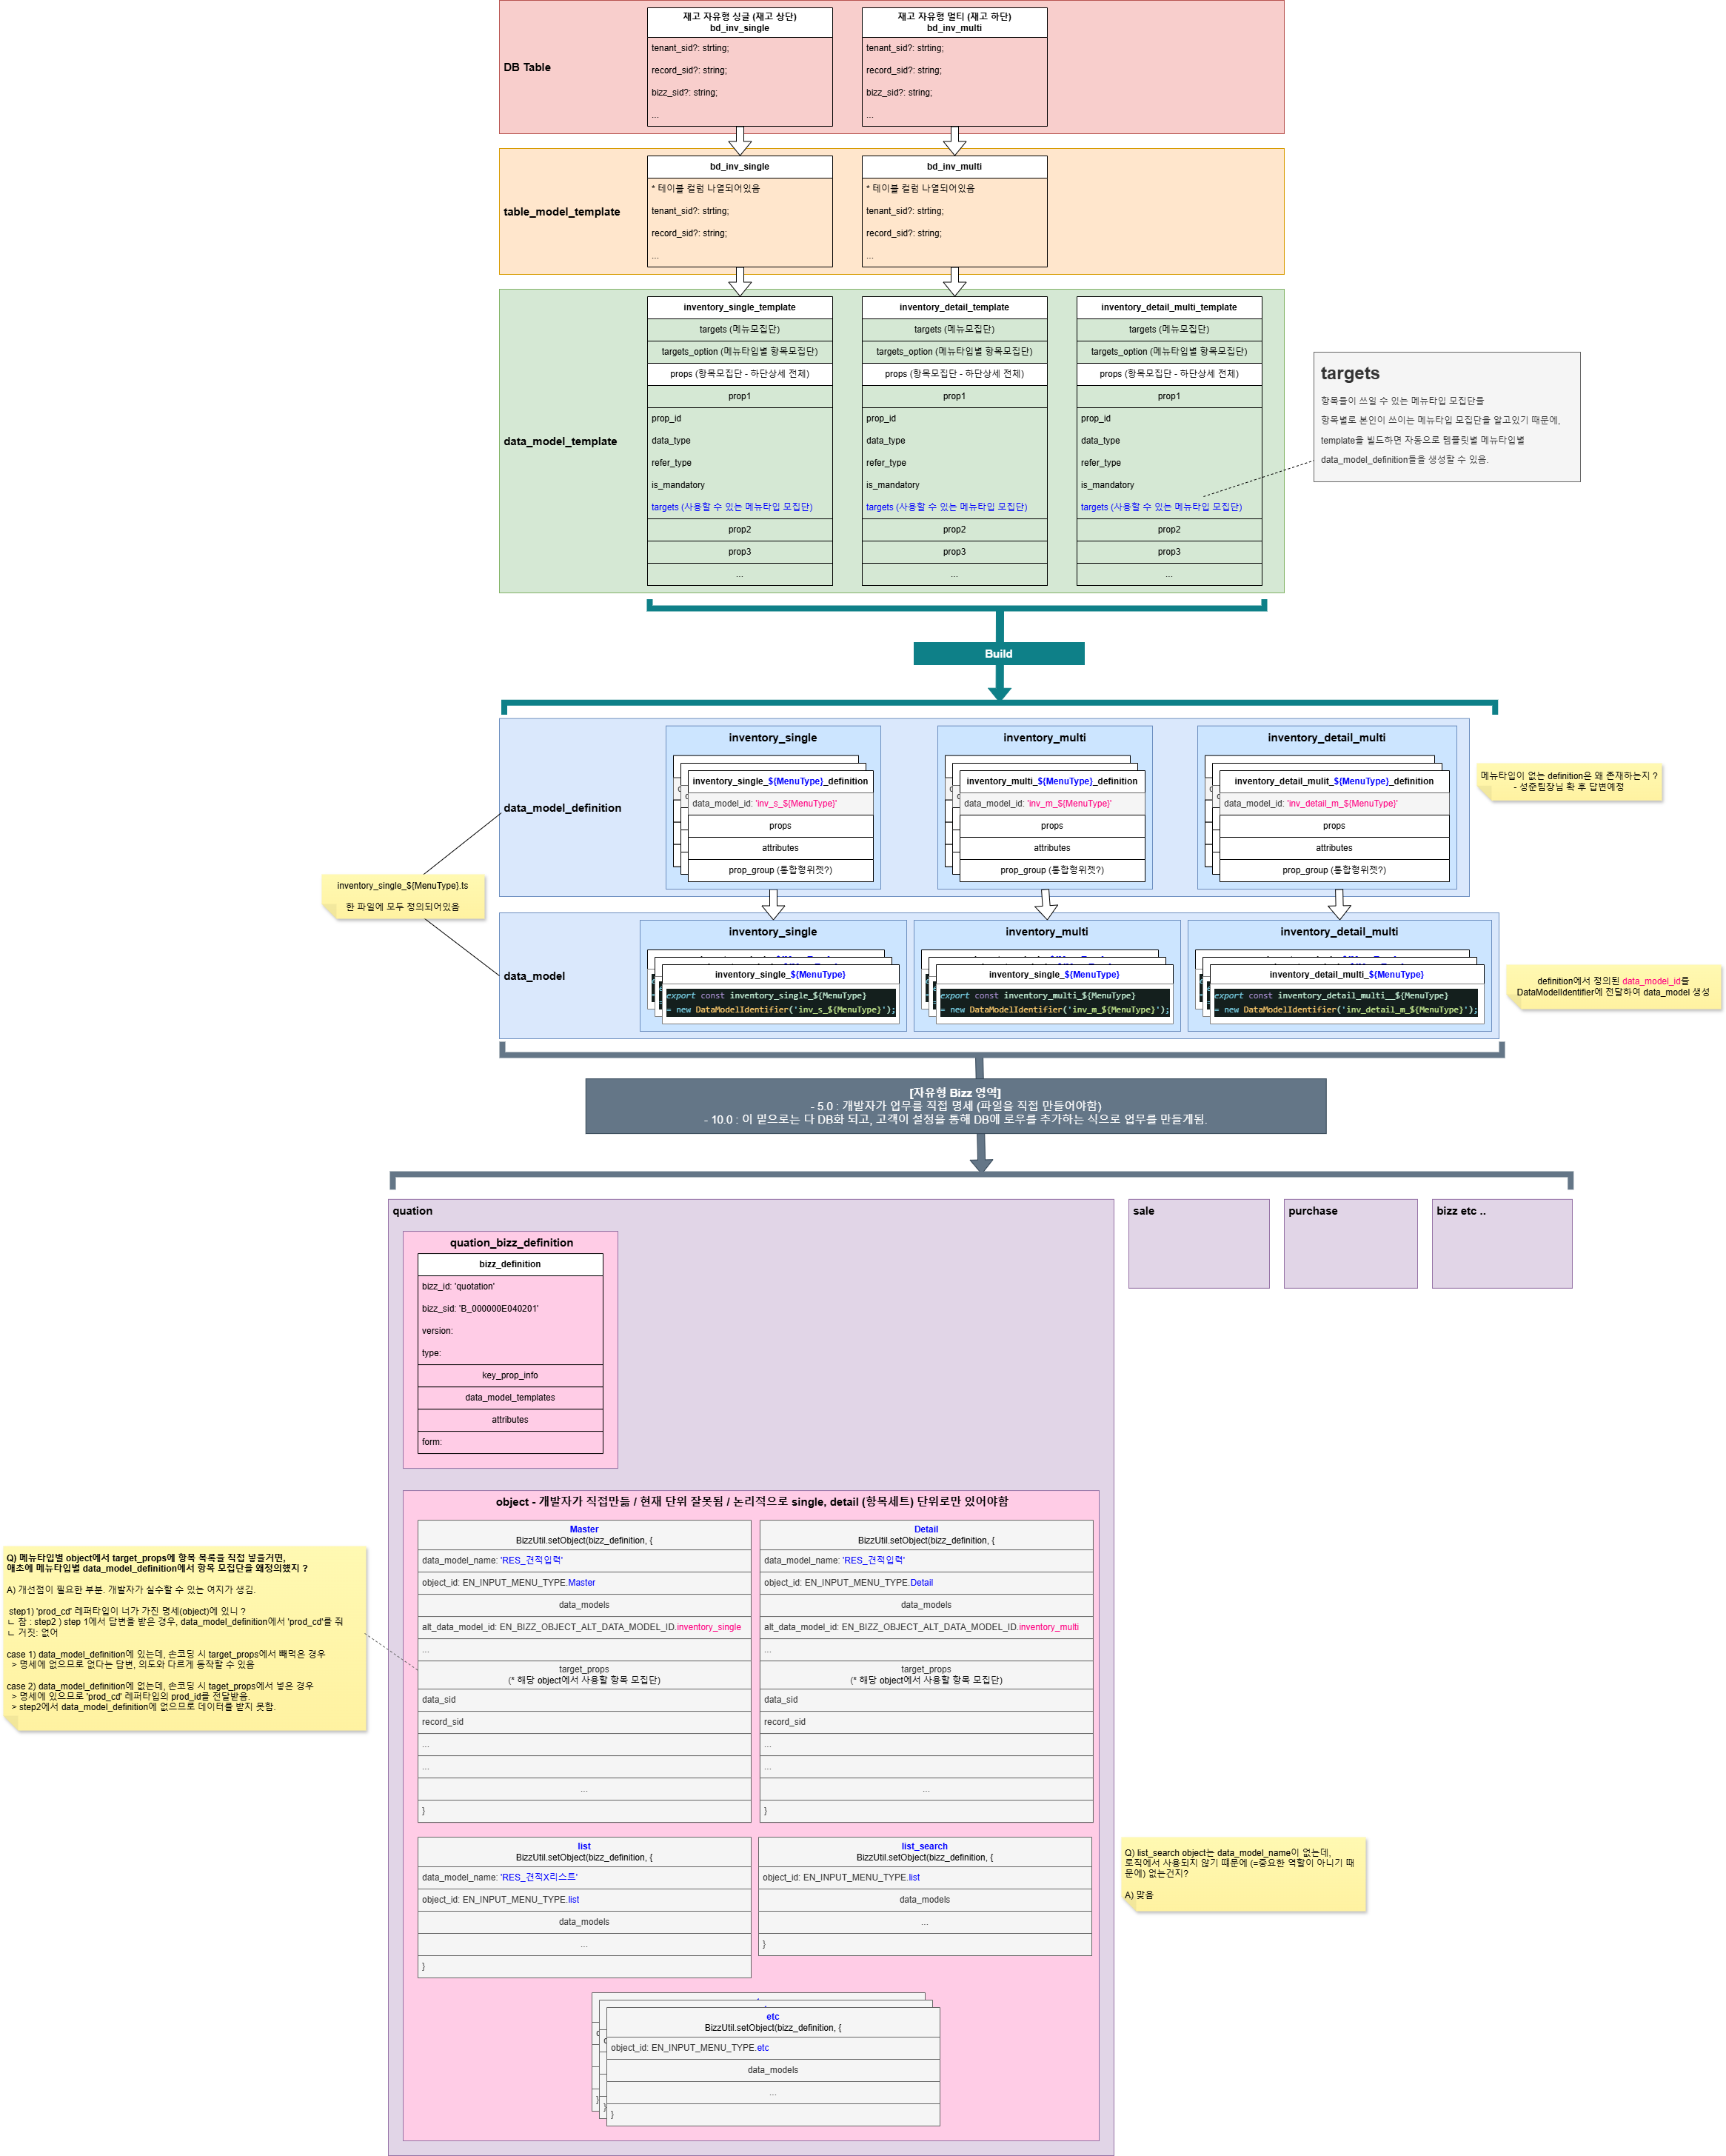 DB Table
재고 자유형 싱글 (재고 상단)
bd_inv_single
tenant_sid?: strting;
record_sid?: string;
bizz_sid?: string;
...
재고 자유형 멀티 (재고 하단)
bd_inv_multi
tenant_sid?: strting;
record_sid?: string;
bizz_sid?: string;
...
table_model_template
bd_inv_single
* 테이블 컬럼 나열되어있음
tenant_sid?: strting;
record_sid?: string;
...
bd_inv_multi
* 테이블 컬럼 나열되어있음
tenant_sid?: strting;
record_sid?: string;
...
data_model_template
inventory_single_template
targets (메뉴모집단)
targets_option (메뉴타입별 항목모집단)
props (항목모집단 - 하단상세 전체)
prop1
prop_id
data_type
refer_type
is_mandatory
targets (사용할 수 있는 메뉴타입 모집단)
prop2
prop3
...
inventory_detail_template
targets (메뉴모집단)
targets_option (메뉴타입별 항목모집단)
props (항목모집단 - 하단상세 전체)
prop1
prop_id
data_type
refer_type
is_mandatory
targets (사용할 수 있는 메뉴타입 모집단)
prop2
prop3
...
inventory_detail_multi_template
targets (메뉴모집단)
targets_option (메뉴타입별 항목모집단)
props (항목모집단 - 하단상세 전체)
prop1
prop_id
data_type
refer_type
is_mandatory
targets (사용할 수 있는 메뉴타입 모집단)
prop2
prop3
...
targets
항목들이 쓰일 수 있는 메뉴타입 모집단들
항목별로 본인이 쓰이는 메뉴타입 모집단을 알고있기 때문에,
template을 빌드하면 자동으로 템플릿별 메뉴타입별
data_model_definition들을 생성할 수 있음.
Build
data_model_definition
inventory_single
inventory_single_${MenuType}_definition
data_model_id: 'inv_s_${MenuType}'
props
attributes
prop_group (통합형위젯?)
inventory_multi
inventory_multi_${MenuType}_definition
data_model_id: 'inv_m_${MenuType}'
props
attributes
prop_group (통합형위젯?)
inventory_detail_multi
inventory_detail_mulit_${MenuType}_definition
data_model_id: 'inv_detail_m_${MenuType}'
props
attributes
prop_group (통합형위젯?)
메뉴타입이 없는 definition은 왜 존재하는지 ?
- 성준팀장님 확 후 답변예정
inventory_single_${MenuType}.ts
한 파일에 모두 정의되어있음
data_model
inventory_single
inventory_single_${MenuType}
export const inventory_single_${MenuType}
= new DataModelIdentifier('inv_s_${MenuType}');
inventory_multi
inventory_single_${MenuType}
export const inventory_multi_${MenuType}
= new DataModelIdentifier('inv_m_${MenuType}');
inventory_detail_multi
inventory_detail_multi_${MenuType}
export const inventory_detail_multi__${MenuType}
= new DataModelIdentifier('inv_detail_m_${MenuType}');
definition에서 정의된 data_model_id를
DataModelIdentifier에 전달하여 data_model 생성
[자유형 Bizz 영역]
- 5.0 : 개발자가 업무를 직접 명세 (파일을 직접 만들어야함)
- 10.0 : 이 밑으로는 다 DB화 되고, 고객이 설정을 통해 DB에 로우를 추가하는 식으로 업무를 만들게됨.
quation
sale
purchase
bizz etc ..
quation_bizz_definition
bizz_definition
bizz_id: 'quotation'
bizz_sid: 'B_000000E040201'
version:
type:
key_prop_info
data_model_templates
attributes
form:
object - 개발자가 직접만듦 / 현재 단위 잘못됨 / 논리적으로 single, detail (항목세트) 단위로만 있어야함
Master
BizzUtil.setObject(bizz_definition, {
data_model_name: 'RES_견적입력'
object_id: EN_INPUT_MENU_TYPE.Master
data_models
alt_data_model_id: EN_BIZZ_OBJECT_ALT_DATA_MODEL_ID.inventory_single
...
target_props
(* 해당 object에서 사용할 항목 모집단)
data_sid
record_sid
...
...
...
}
Detail
BizzUtil.setObject(bizz_definition, {
data_model_name: 'RES_견적입력'
object_id: EN_INPUT_MENU_TYPE.Detail
data_models
alt_data_model_id: EN_BIZZ_OBJECT_ALT_DATA_MODEL_ID.inventory_multi
...
target_props
(* 해당 object에서 사용할 항목 모집단)
data_sid
record_sid
...
...
...
}
Q) 메뉴타입별 object에서 target_props에 항목 목록을 직접 넣을거면,
애초에 메뉴타입별 data_model_definition에서 항목 모집단을 왜정의했지 ?
A) 개선점이 필요한 부분. 개발자가 실수할 수 있는 여지가 생김.
step1) 'prod_cd' 레퍼타입이 너가 가진 명세(object)에 있니 ?
ㄴ 참 : step2 ) step 1에서 답변을 받은 경우, data_model_definition에서 'prod_cd'를 줘
ㄴ 거짓: 없어
case 1) data_model_definition에 있는데, 손코딩 시 target_props에서 빼먹은 경우
> 명세에 없으므로 없다는 답변, 의도와 다르게 동작할 수 있음
case 2) data_model_definition에 없는데, 손코딩 시 taget_props에서 넣은 경우
> 명세에 있으므로 'prod_cd' 레퍼타입의 prod_id를 전달받음.
> step2에서 data_model_definition에 없으므로 데이터를 받지 못함.
list
BizzUtil.setObject(bizz_definition, {
data_model_name: 'RES_견적X리스트'
object_id: EN_INPUT_MENU_TYPE.list
data_models
...
}
list_search
BizzUtil.setObject(bizz_definition, {
object_id: EN_INPUT_MENU_TYPE.list
data_models
...
}
Q) list_search object는 data_model_name이 없는데,
로직에서 사용되지 않기 때문에 (=중요한 역할이 아니기 때
문에) 없는건지?
A) 맞음
etc
BizzUtil.setObject(bizz_definition, {
object_id: EN_INPUT_MENU_TYPE.etc
data_models
...
}